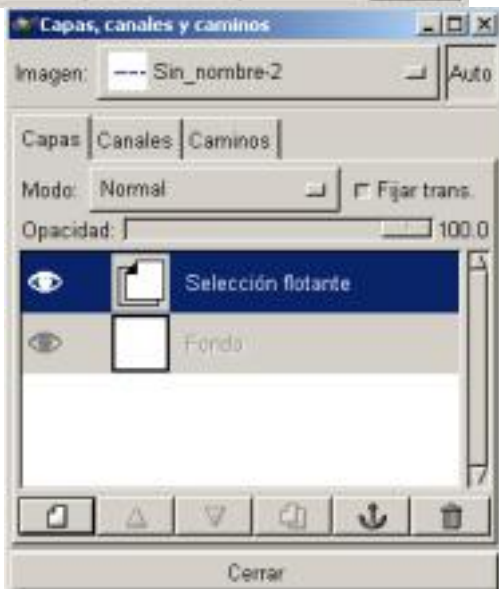 Capas, canales y caminos
Imagen: Sin_nombre-2 Auto
Capas Canales Caminos
Modo: Normal Fijar trans.
Opacidad: 100.0
Selección flotante
Fondo
Cerrar